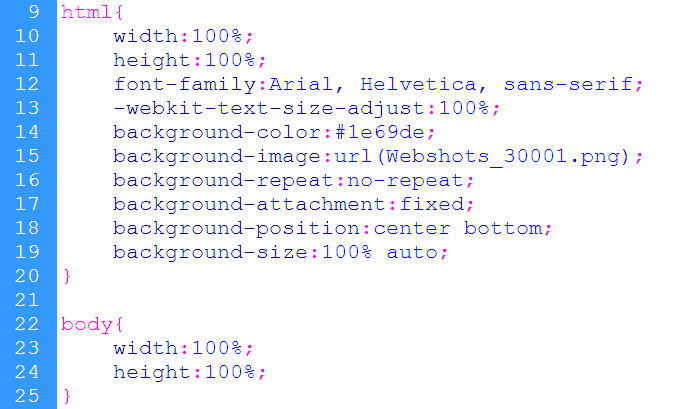 9 html{
10 width:100%;
11 height:100%;
12 font-family:Arial, Helvetica, sans-serif;
13 -webkit-text-size-adjust:100%;
14 background-color:#1e69de;
15 background-image:url(Webshots_30001.png);
16 background-repeat:no-repeat;
17 background-attachment:fixed;
18 background-position:center bottom;
19 background-size:100% auto;
20 }
21
22 body{
23 width:100%;
24 height:100%;
25 }